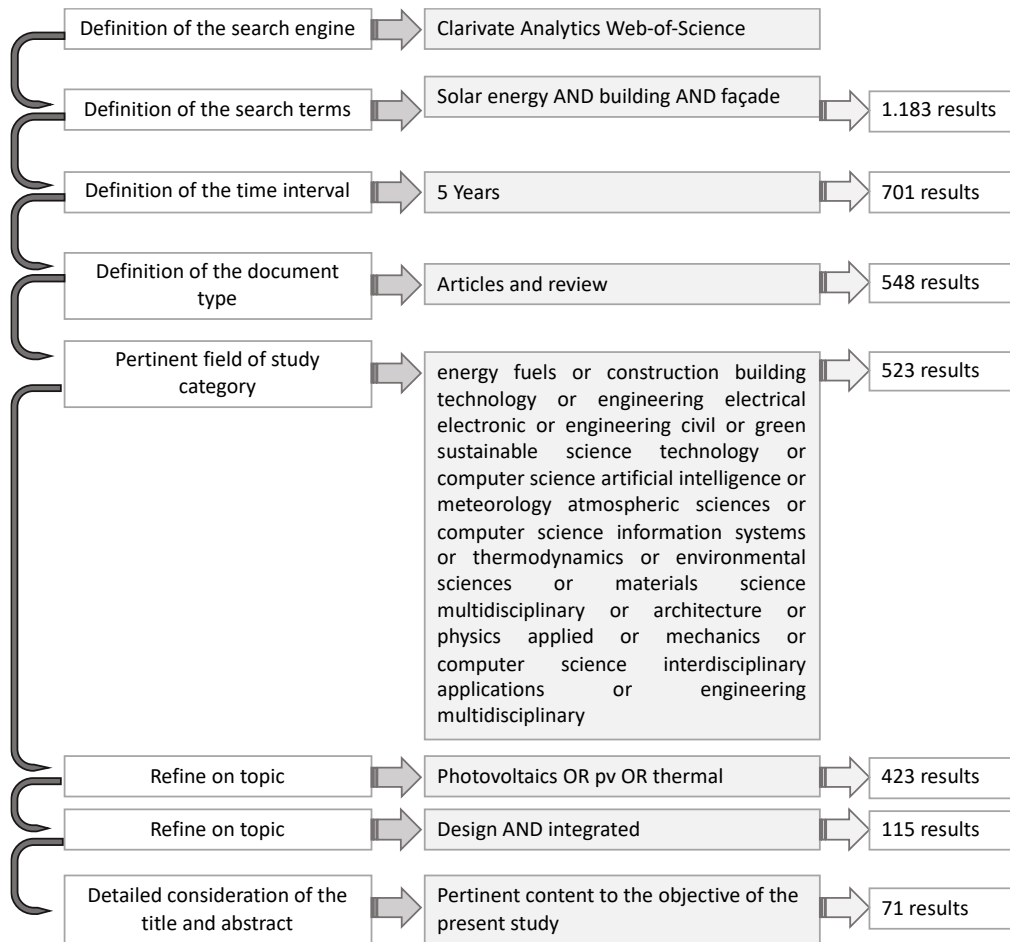 Definition of the search engine
Clarivate Analytics Web-of-Science
Definition of the search terms
Solar energy AND building AND façade
1.183 results
Definition of the time interval
5 Years
701 results
Definition of the document
type
Articles and review
548 results
Pertinent field of study
category
energy fuels or construction building
technology or engineering electrical
electronic or engineering civil or green
sustainable science technology or
computer science artificial intelligence or
meteorology atmospheric sciences or
computer science information systems
or thermodynamics or environmental
sciences or materials science
multidisciplinary or architecture or
physics applied or mechanics or
computer science interdisciplinary
applications or engineering
multidisciplinary
523 results
Refine on topic
Photovoltaics OR pv OR thermal
423 results
Refine on topic
Design AND integrated
115 results
Detailed consideration of the
title and abstract
Pertinent content to the objective of the
present study
71 results